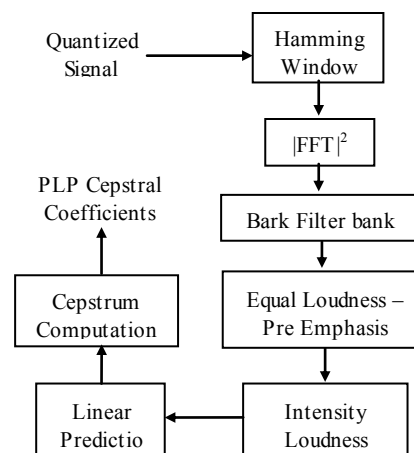 Quantized
Signal
Hamming
Window
|FFT|²
Bark Filter bank
Equal Loudness –
Pre Emphasis
Intensity
Loudness
Linear
Predictio
Cepstrum
Computation
PLP Cepstral
Coefficients